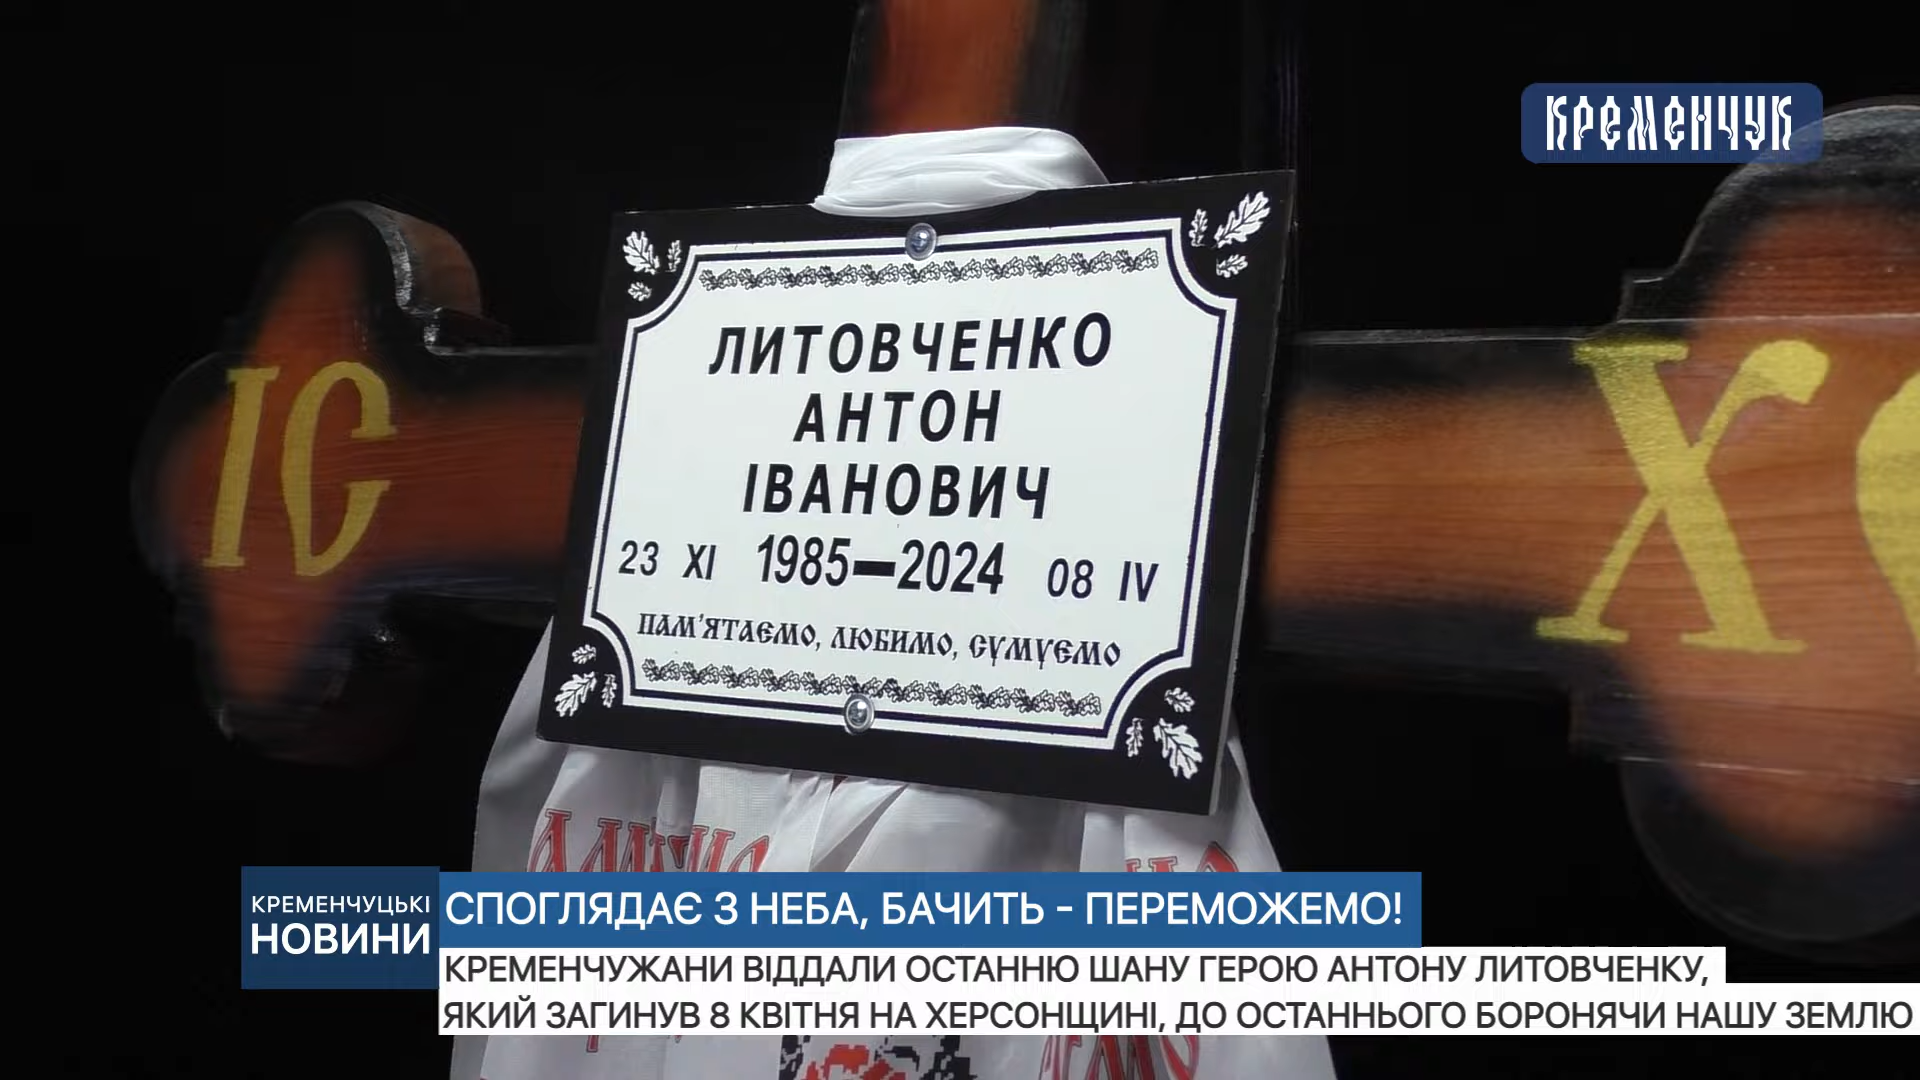 КРЕМЕНЧУК
ЛИТОВЧЕНКО
АНТОН
ІВАНОВИЧ
23 XI 1985—2024 08 IV
ПАМ'ЯТАЄМО, ЛЮБИМО, СУМУЄМО
ІС
Х
КРЕМЕНЧУЦЬКІ
НОВИНИ
СПОГЛЯДАЄ З НЕБА, БАЧИТЬ - ПЕРЕМОЖЕМО!
КРЕМЕНЧУЖАНИ ВІДДАЛИ ОСТАННЮ ШАНУ ГЕРОЮ АНТОНУ ЛИТОВЧЕНКУ,
ЯКИЙ ЗАГИНУВ 8 КВІТНЯ НА ХЕРСОНЩИНІ, ДО ОСТАННЬОГО БОРОНЯЧИ НАШУ ЗЕМЛЮ